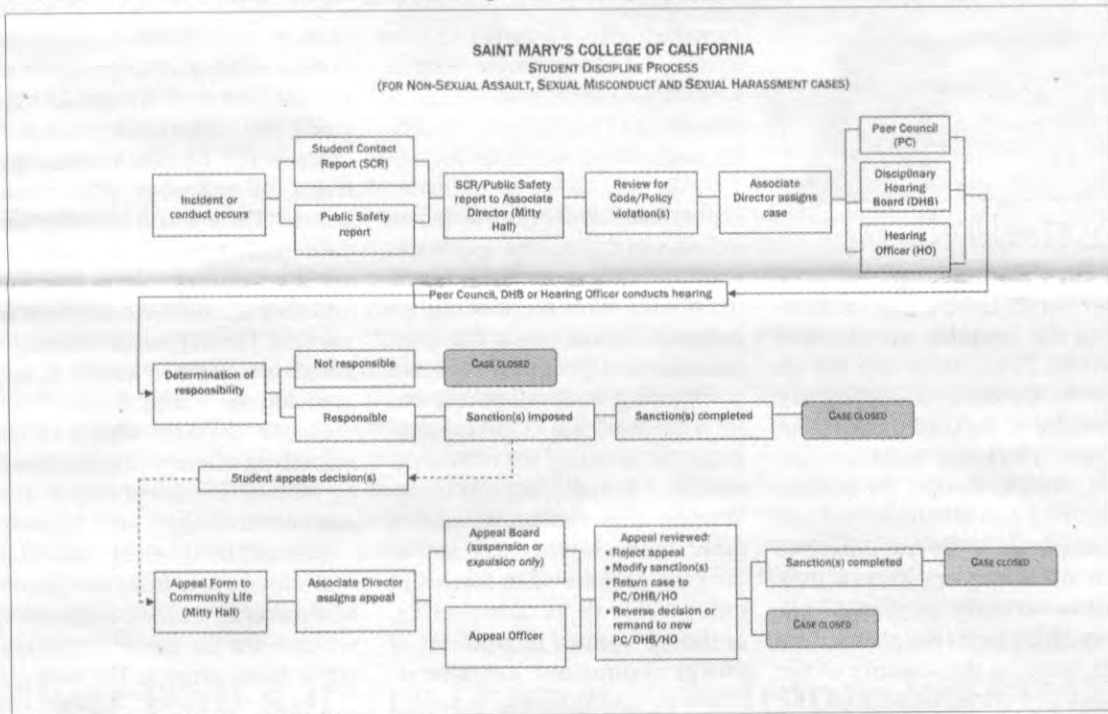 SAINT MARY'S COLLEGE OF CALIFORNIA
STUDENT DISCIPLINE PROCESS
(FOR NON-SEXUAL ASSAULT, SEXUAL MISCONDUCT AND SEXUAL HARASSMENT CASES)
Incident or
conduct occurs
Student Contact
Report (SCR)
Public Safety
report
SCR/Public Safety
report to Associate
Director (Mitty
Hall)
Review for
Code/Policy
violation(s)
Associate
Director assigns
case
Peer Council
(PC)
Disciplinary
Hearing
Board (DHB)
Hearing
Officer (HO)
Peer Council, DHB or Hearing Officer conducts hearing
Determination of
responsibility
Not responsible
CASE CLOSED
Responsible
Sanction(s) imposed
Sanction(s) completed
CASE CLOSED
Student appeals decision(s)
Appeal Form to
Community Life
(Mitty Hall)
Associate Director
assigns appeal
Appeal Board
(suspension or
expulsion only)
Appeal Officer
Appeal reviewed:
• Reject appeal
• Modify sanction(s)
• Return case to
PC/DHB/HO
• Reverse decision or
remand to new
PC/DHB/HO
Sanction(s) completed
CASE CLOSED
CASE CLOSED